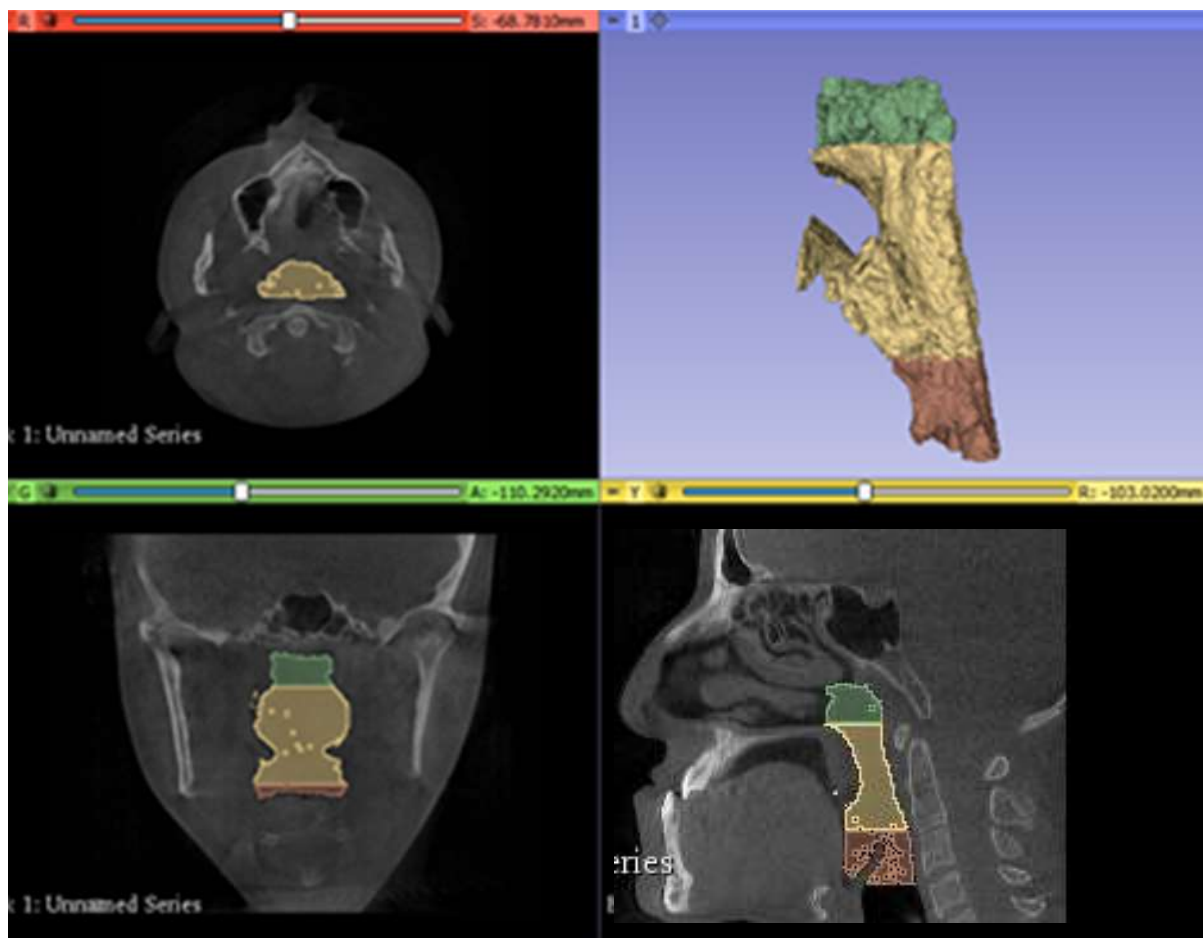 R S: -68.7810mm
1
: 1: Unnamed Series
G A: -110.2920mm
Y R: -103.0200mm
eries
: 1: Unnamed Series